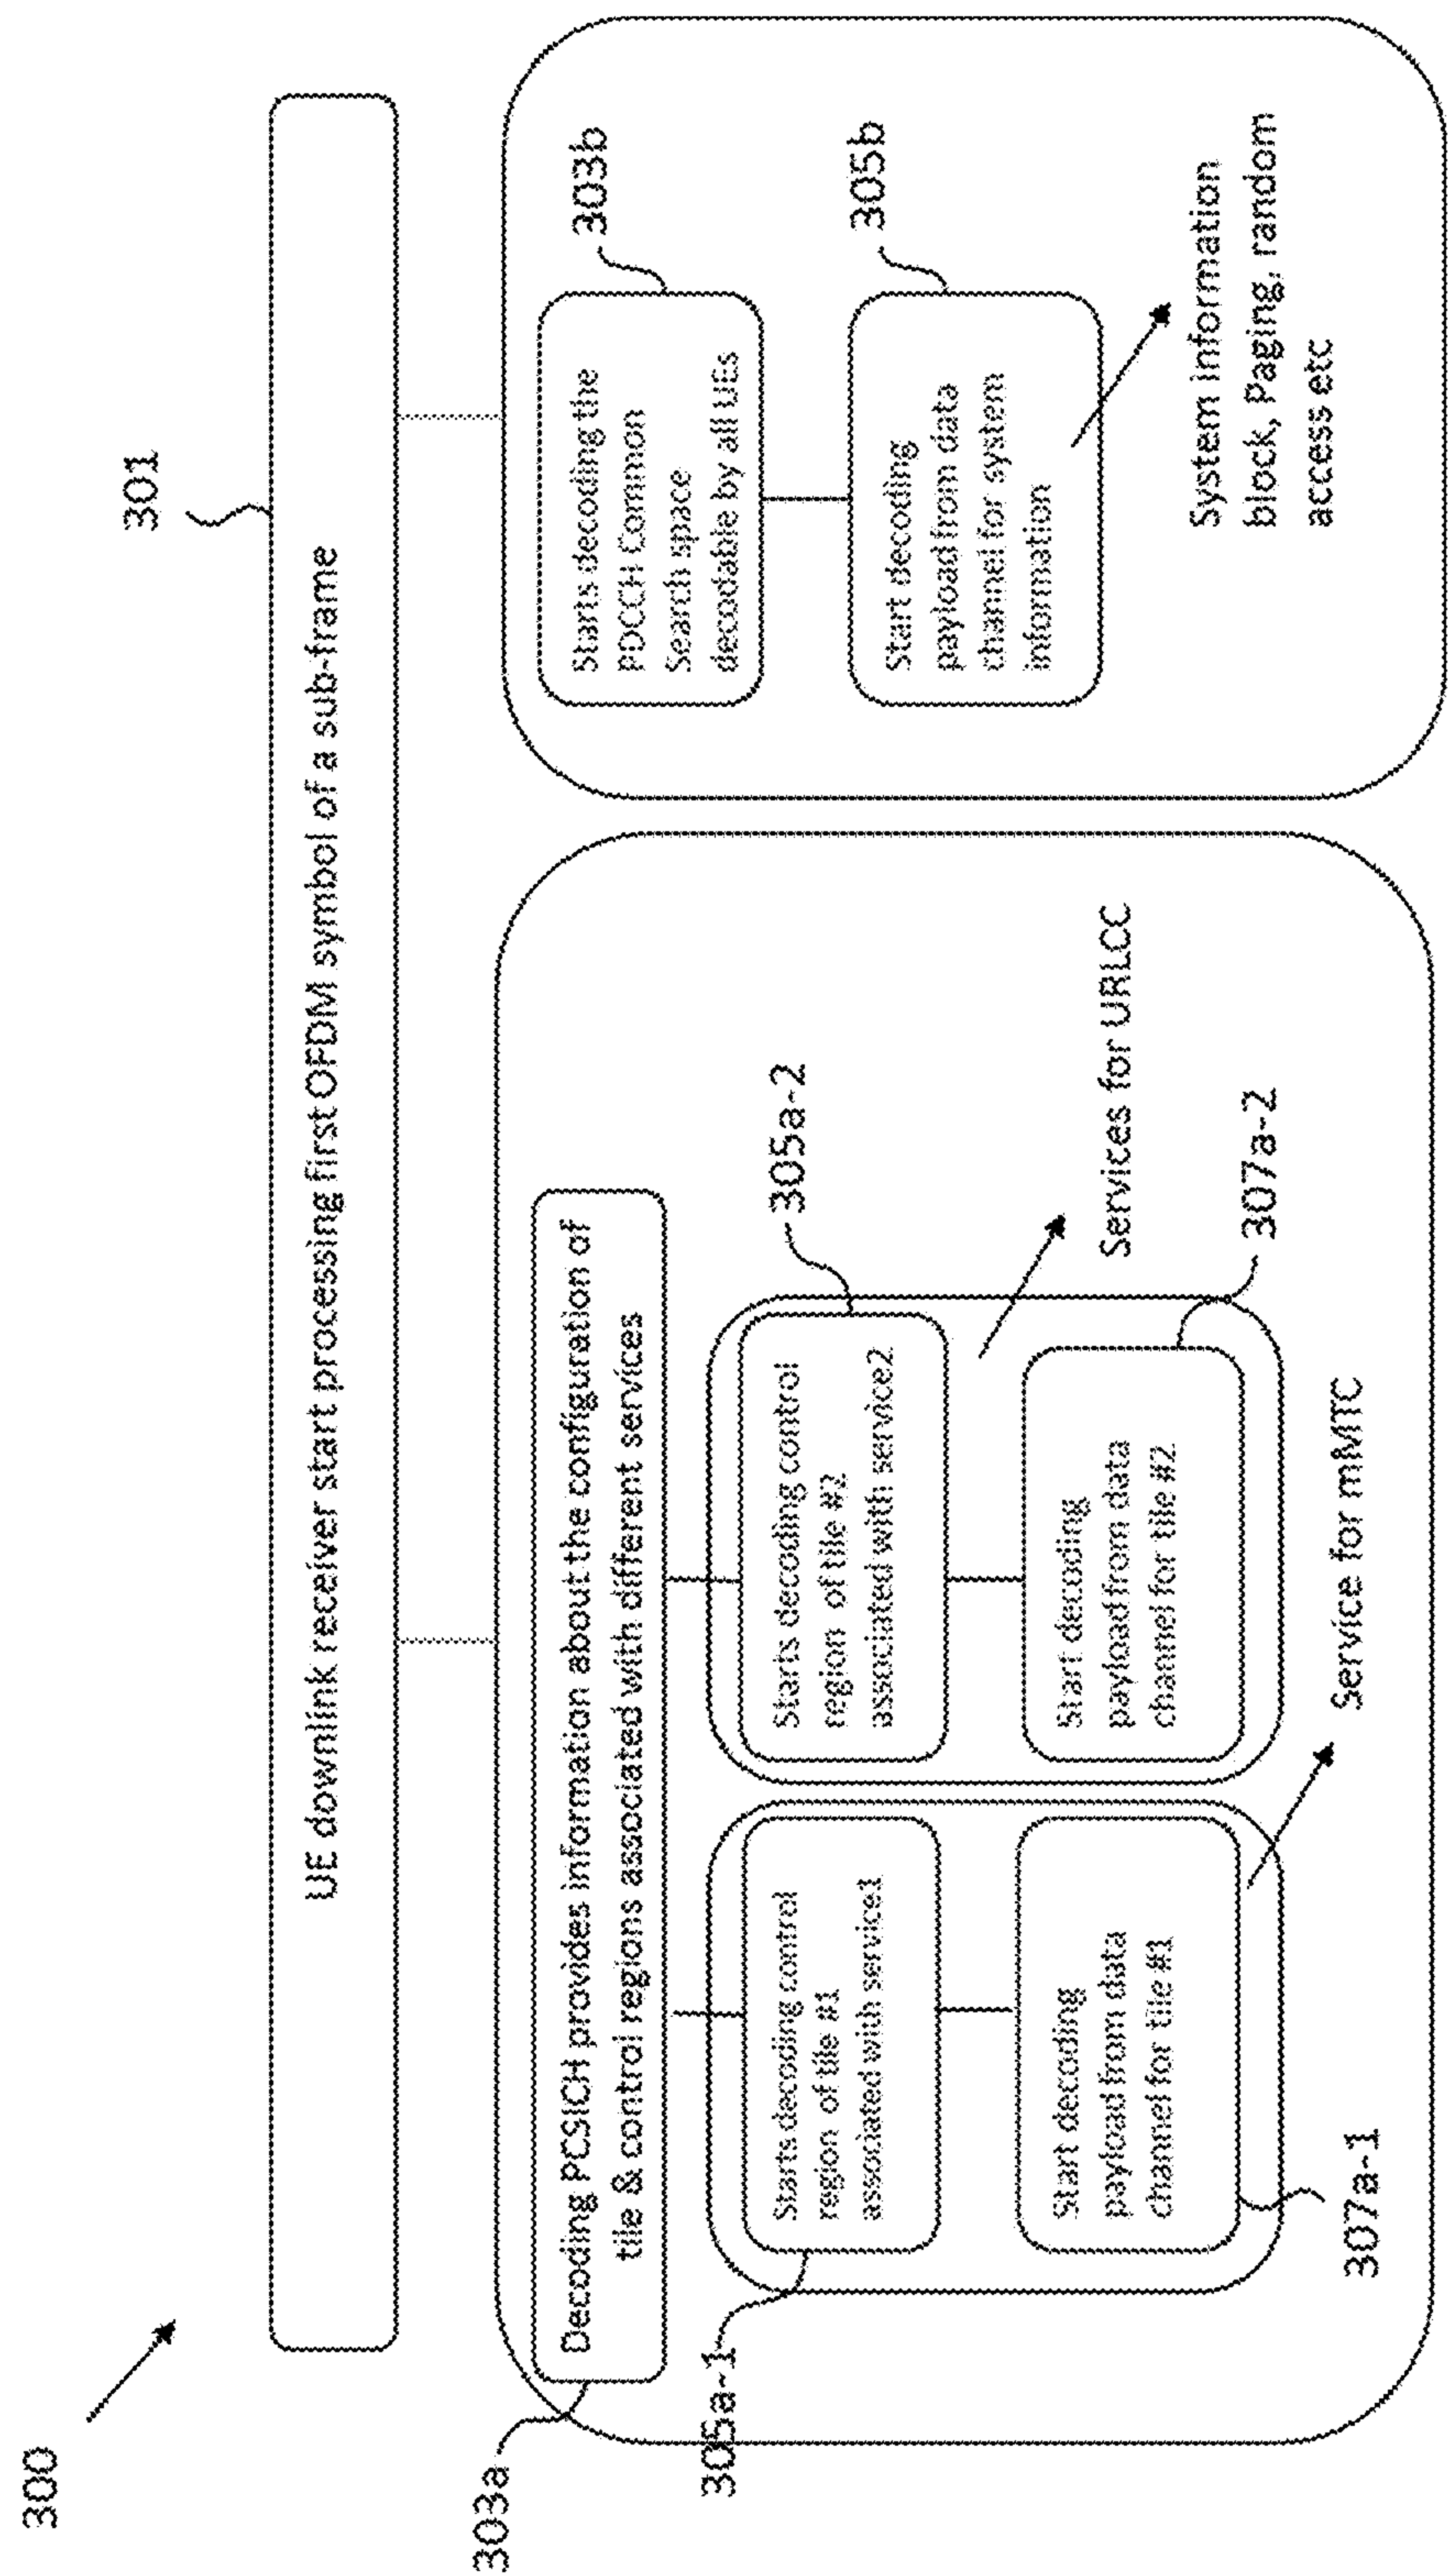 300
301
UE downlink receiver start processing first OFDM symbol of a sub-frame
303a
Decoding PCSICH provides information about the configuration of
tile & control regions associated with different services
305a-1
Starts decoding control
region of tile #1
associated with service1
Start decoding
payload from data
channel for tile #1
307a-1
Service for mMTC
305a-2
Starts decoding control
region of tile #2
associated with service2
Start decoding
payload from data
channel for tile #2
307a-2
Services for URLCC
303b
Starts decoding the
PDCCH Common
Search space
decodable by all UEs
305b
Start decoding
payload from data
channel for system
information
System information
block, Paging, random
access etc